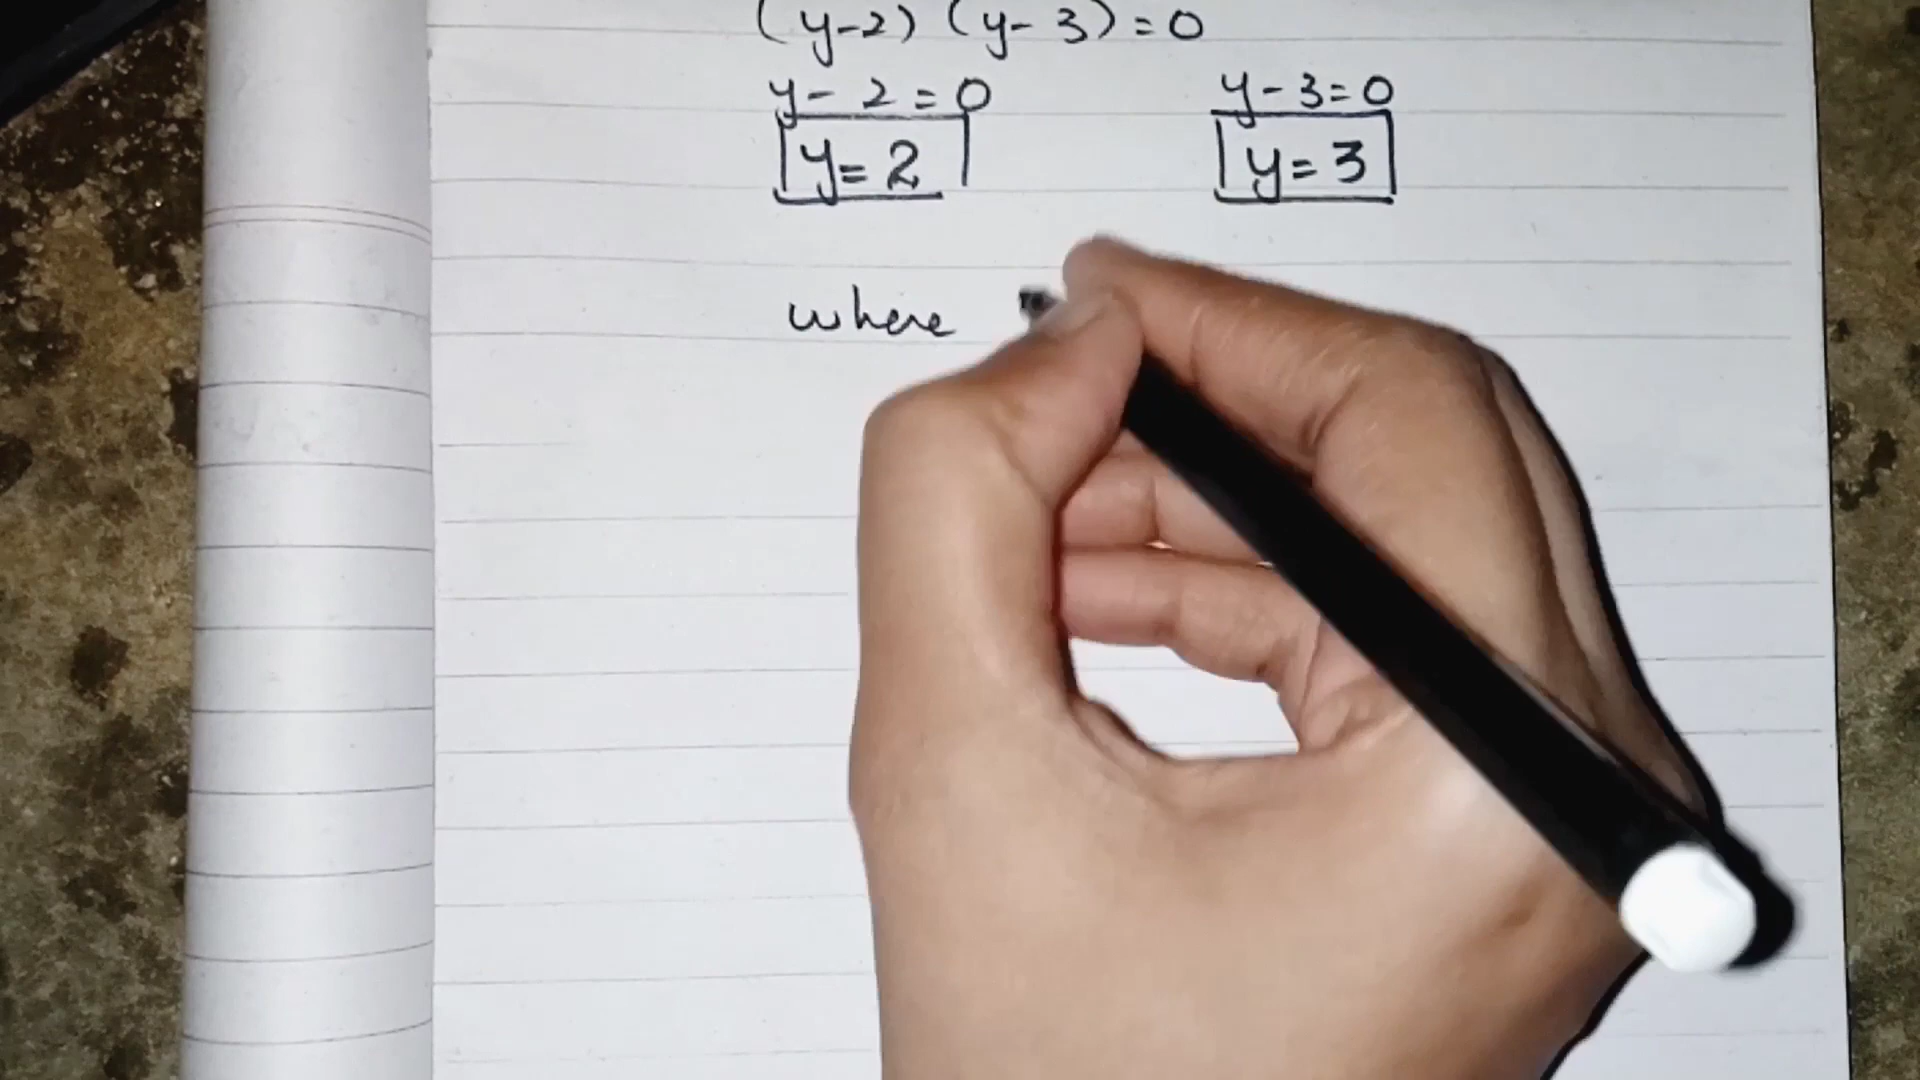 (y-2) (y-3) = 0
y - 2 = 0 y - 3 = 0
y = 2 y = 3
where